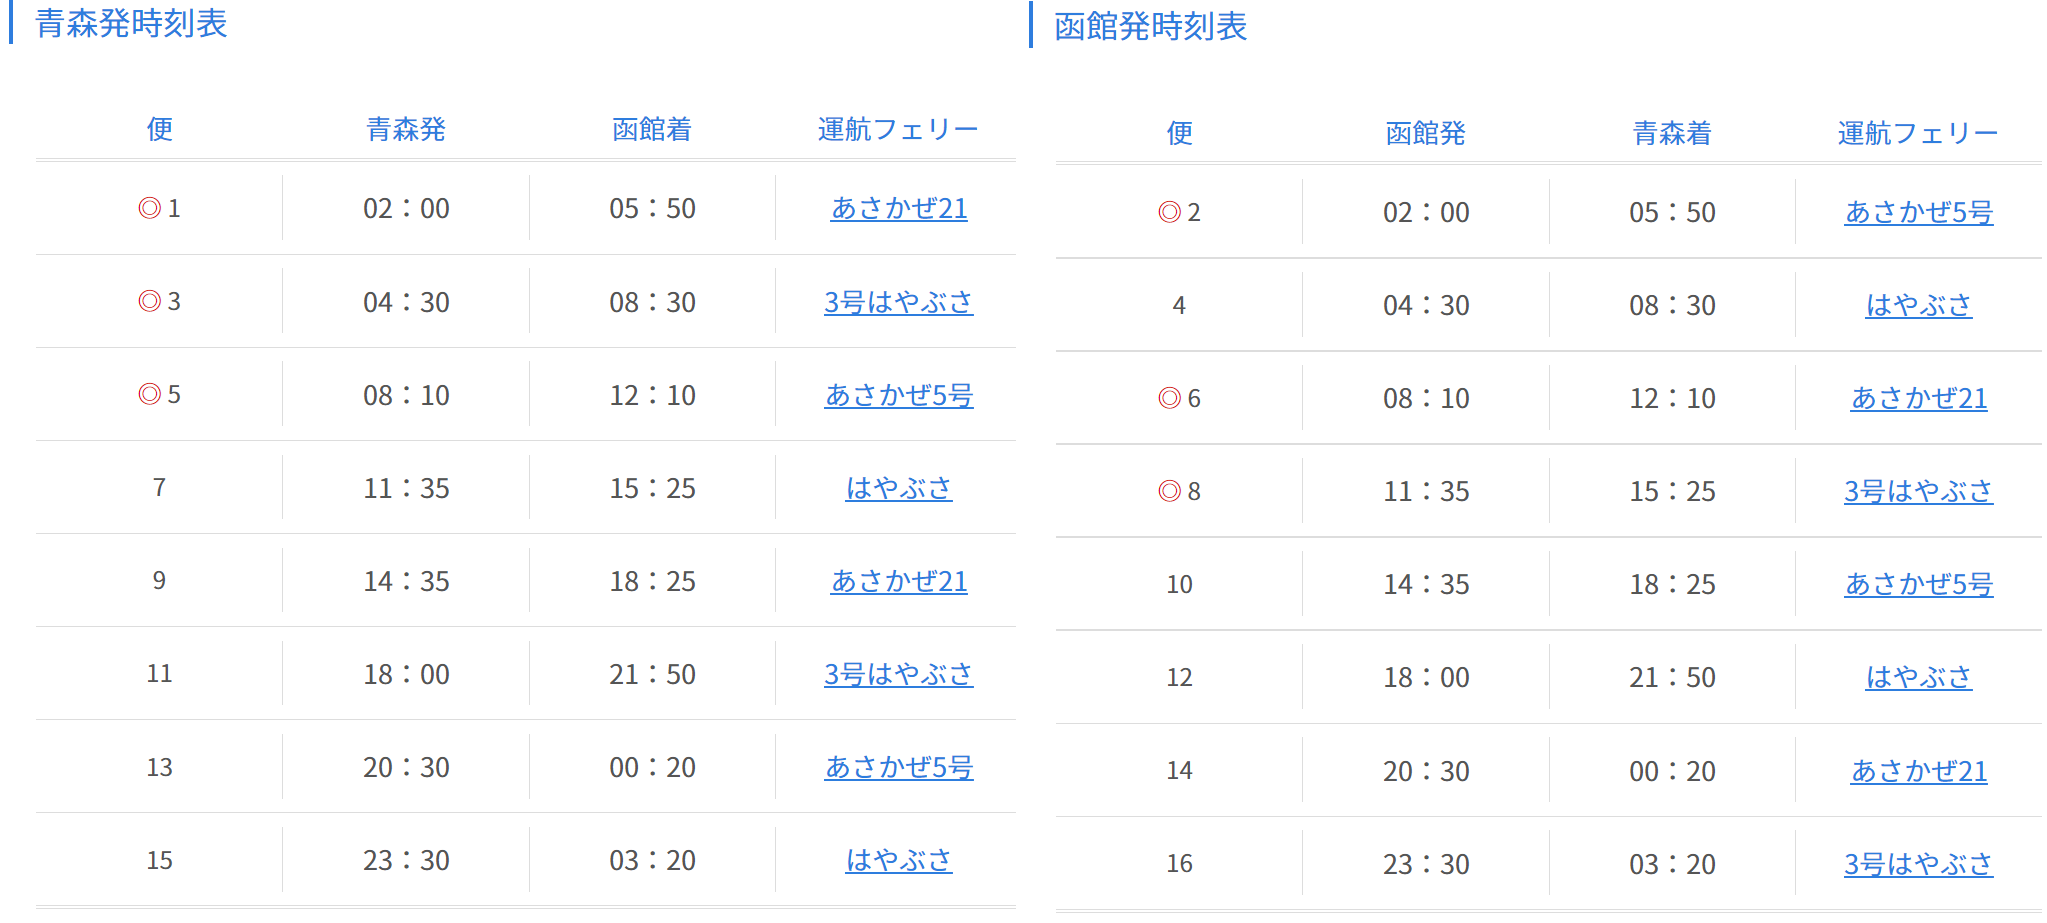 青森発時刻表
便 青森発 函館着 運航フェリー
◎ 1 02：00 05：50 あさかぜ21
◎ 3 04：30 08：30 3号はやぶさ
◎ 5 08：10 12：10 あさかぜ5号
7 11：35 15：25 はやぶさ
9 14：35 18：25 あさかぜ21
11 18：00 21：50 3号はやぶさ
13 20：30 00：20 あさかぜ5号
15 23：30 03：20 はやぶさ
函館発時刻表
便 函館発 青森着 運航フェリー
◎ 2 02：00 05：50 あさかぜ5号
4 04：30 08：30 はやぶさ
◎ 6 08：10 12：10 あさかぜ21
◎ 8 11：35 15：25 3号はやぶさ
10 14：35 18：25 あさかぜ5号
12 18：00 21：50 はやぶさ
14 20：30 00：20 あさかぜ21
16 23：30 03：20 3号はやぶさ